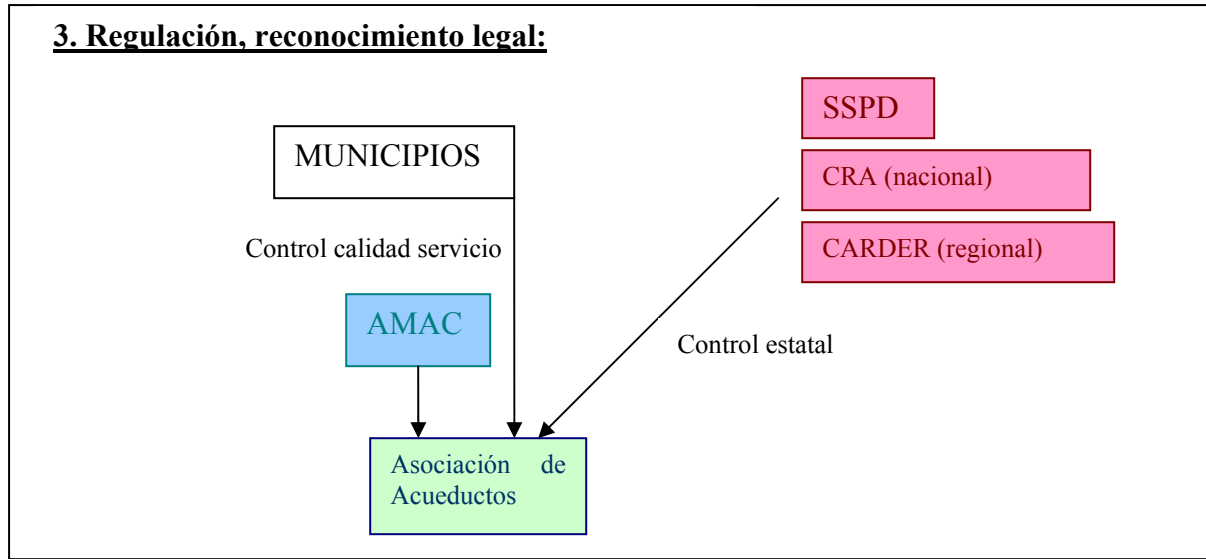 3. Regulación, reconocimiento legal:
SSPD
MUNICIPIOS
CRA (nacional)
Control calidad servicio
CARDER (regional)
AMAC
Control estatal
Asociación de
Acueductos